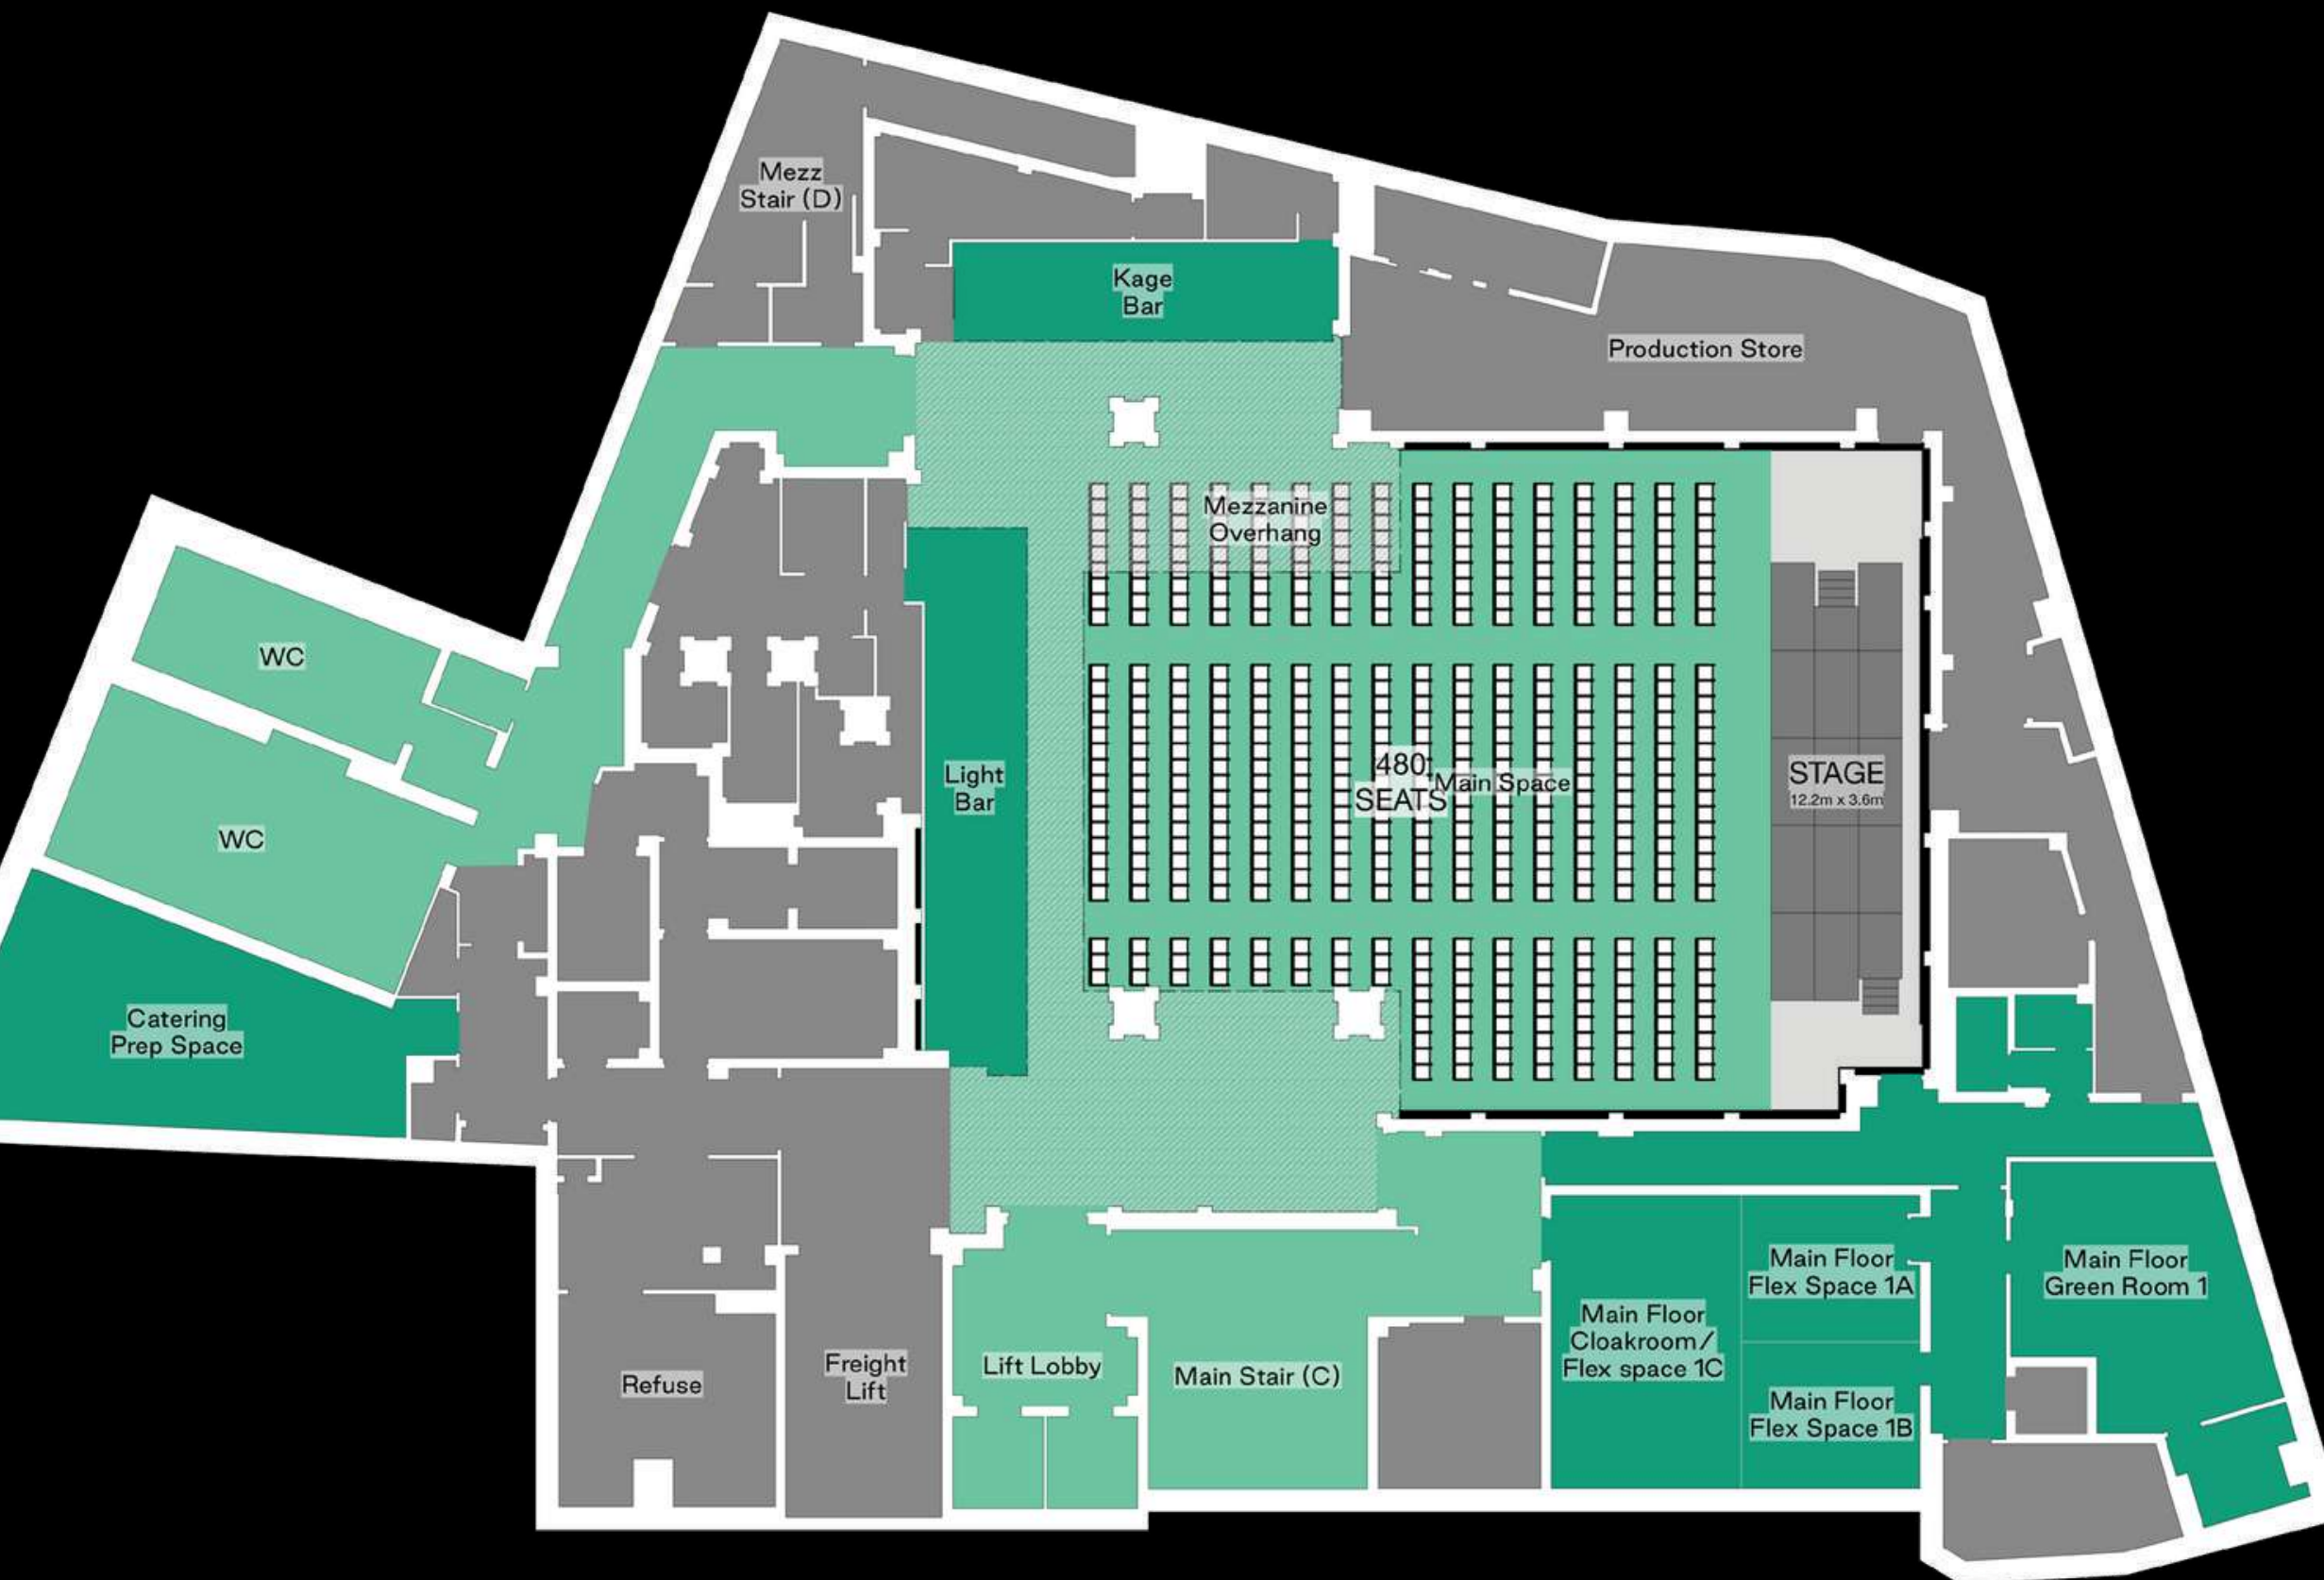 Mezz
Stair (D)
Kage
Bar
Production Store
Mezzanine
Overhang
WC
WC
Light
Bar
480
SEATS
Main Space
STAGE
12.2m x 3.6m
Catering
Prep Space
Main Floor
Flex Space 1A
Main Floor
Green Room 1
Main Floor
Cloakroom/
Flex space 1C
Main Floor
Flex Space 1B
Refuse
Freight
Lift
Lift Lobby
Main Stair (C)